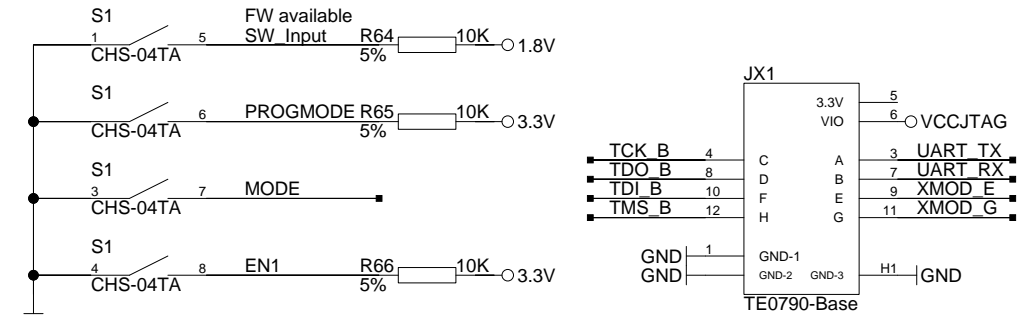 S1
FW available
1
5
SW_Input
R64
10K
1.8V
CHS-04TA
5%
S1
6
PROGMODE
R65
10K
3.3V
CHS-04TA
5%
S1
3
7
MODE
CHS-04TA
S1
4
8
EN1
R66
10K
3.3V
CHS-04TA
5%
JX1
3.3V
5
VIO
6
VCCJTAG
TCK_B
4
C
A
3
UART_TX
TDO_B
8
D
B
7
UART_RX
TDI_B
10
F
E
9
XMOD_E
TMS_B
12
H
G
11
XMOD_G
GND
1
GND-1
GND
GND-2
GND-3
H1
GND
TE0790-Base